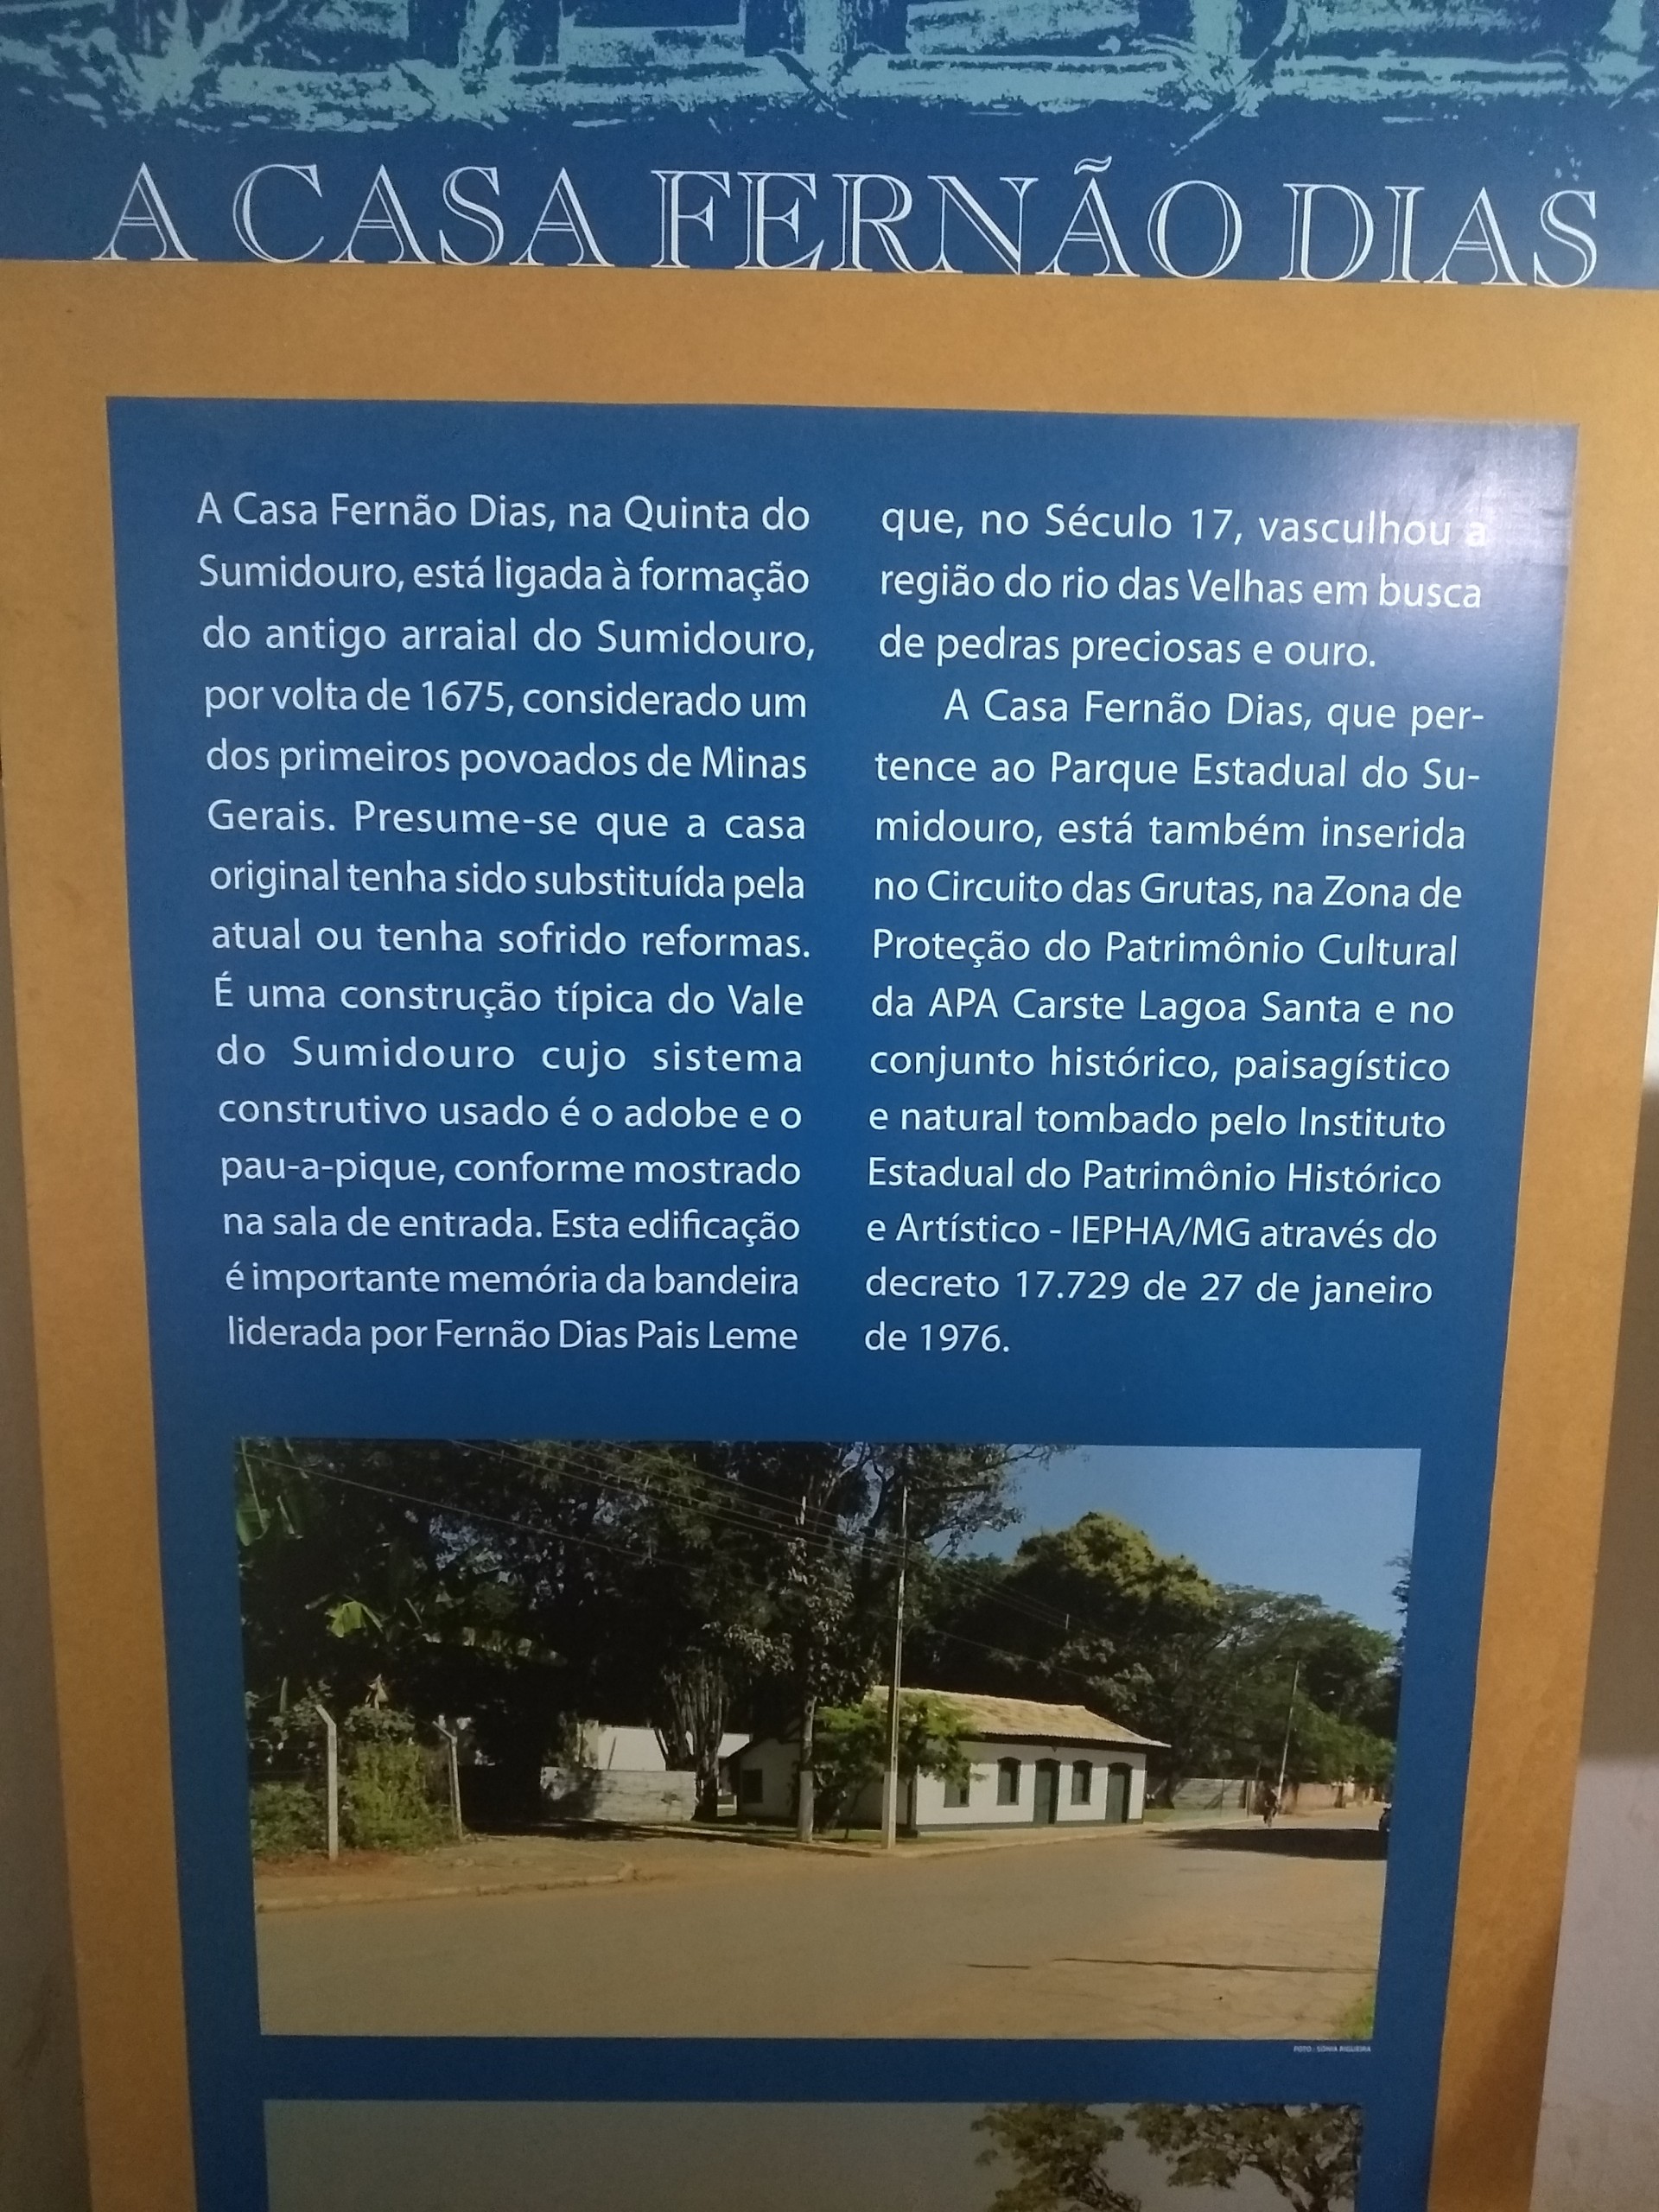 A CASA FERNÃO DIAS
A Casa Fernão Dias, na Quinta do
Sumidouro, está ligada à formação
do antigo arraial do Sumidouro,
por volta de 1675, considerado um
dos primeiros povoados de Minas
Gerais. Presume-se que a casa
original tenha sido substituída pela
atual ou tenha sofrido reformas.
É uma construção típica do Vale
do Sumidouro cujo sistema
construtivo usado é o adobe e o
pau-a-pique, conforme mostrado
na sala de entrada. Esta edificação
é importante memória da bandeira
liderada por Fernão Dias Pais Leme
que, no Século 17, vasculhou a
região do rio das Velhas em busca
de pedras preciosas e ouro.
A Casa Fernão Dias, que per-
tence ao Parque Estadual do Su-
midouro, está também inserida
no Circuito das Grutas, na Zona de
Proteção do Patrimônio Cultural
da APA Carste Lagoa Santa e no
conjunto histórico, paisagístico
e natural tombado pelo Instituto
Estadual do Patrimônio Histórico
e Artístico - IEPHA/MG através do
decreto 17.729 de 27 de janeiro
de 1976.
FOTO : SÔNIA RIGUEIRA